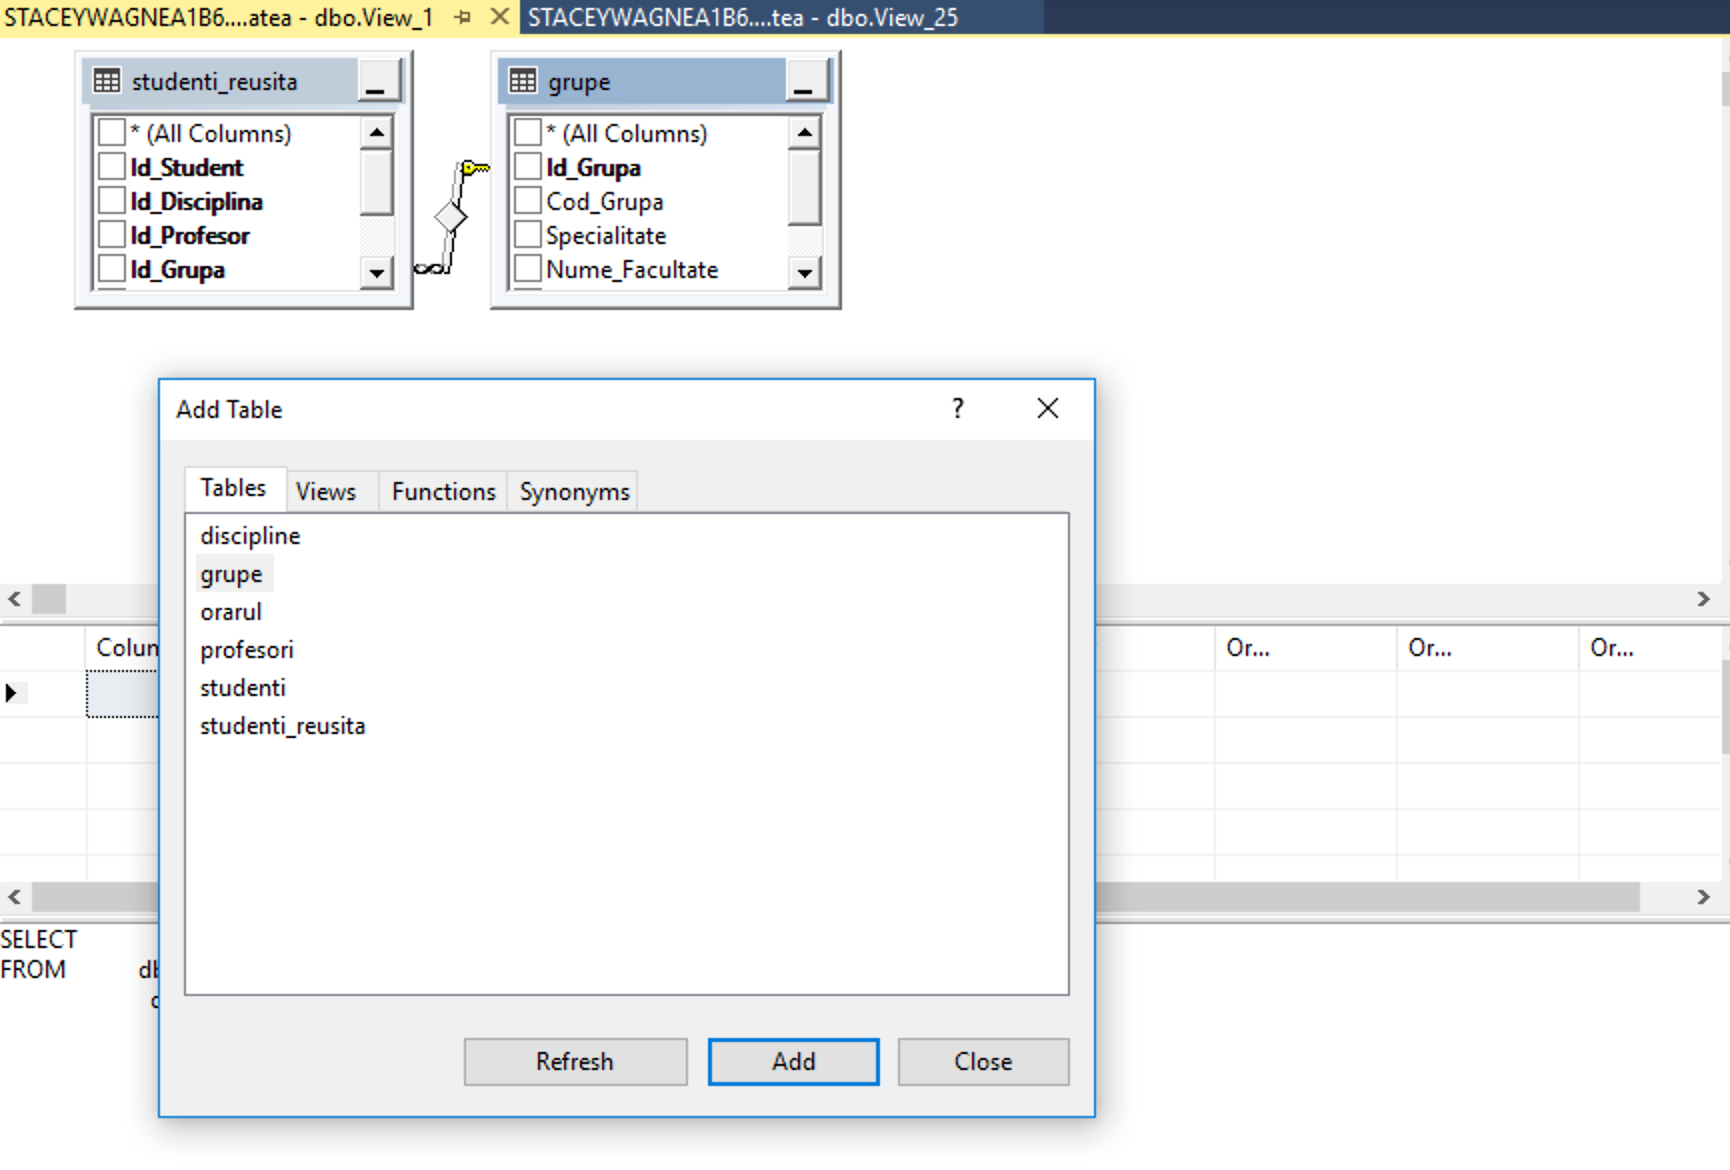 STACEYWAGNEA1B6....atea - dbo.View_1 STACEYWAGNEA1B6....tea - dbo.View_25
studenti_reusita
* (All Columns)
Id_Student
Id_Disciplina
Id_Profesor
Id_Grupa
grupe
* (All Columns)
Id_Grupa
Cod_Grupa
Specialitate
Nume_Facultate
Add Table ?
Tables Views Functions Synonyms
discipline
grupe
orarul
profesori
studenti
studenti_reusita
Refresh Add Close
Colun Or... Or... Or...
SELECT
FROM